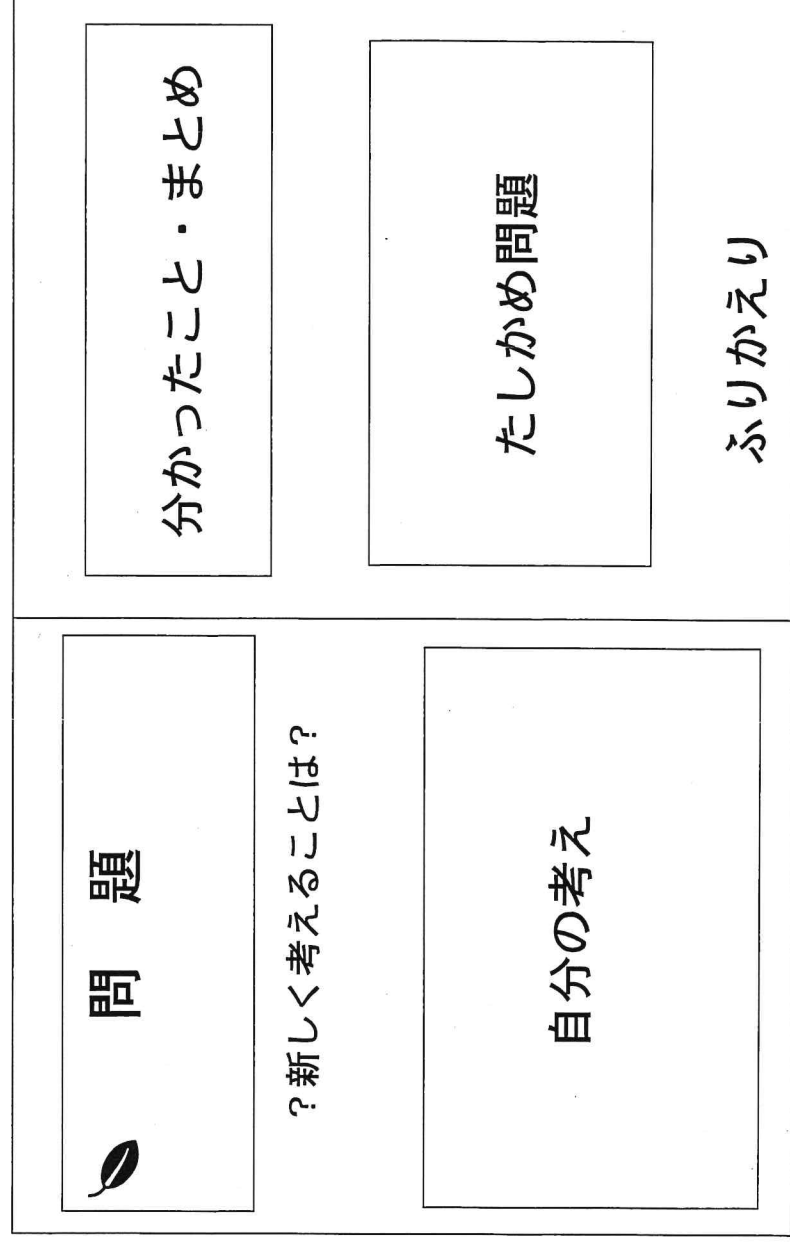 問 題
?新しく考えることは?
自分の考え
分かったこと・まとめ
たしかめ問題
ふりかえり